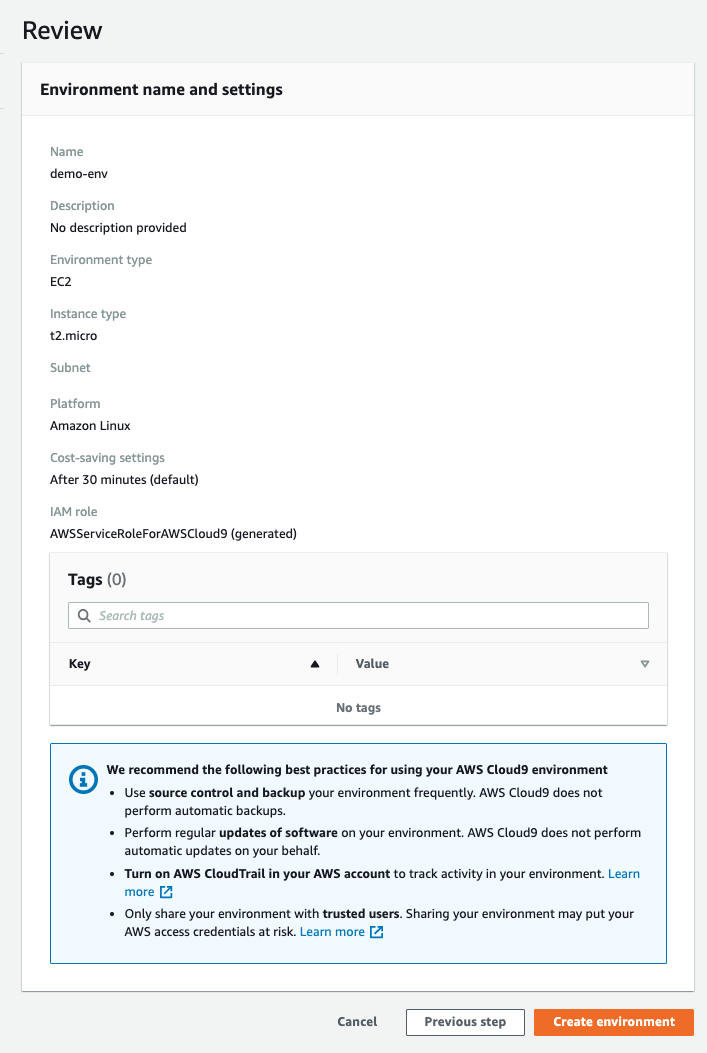 Review
Environment name and settings
Name
demo-env
Description
No description provided
Environment type
EC2
Instance type
t2.micro
Subnet
Platform
Amazon Linux
Cost-saving settings
After 30 minutes (default)
IAM role
AWSServiceRoleForAWSCloud9 (generated)
Tags (0)
Search tags
Key Value
No tags
We recommend the following best practices for using your AWS Cloud9 environment
• Use source control and backup your environment frequently. AWS Cloud9 does not
perform automatic backups.
• Perform regular updates of software on your environment. AWS Cloud9 does not perform
automatic updates on your behalf.
• Turn on AWS CloudTrail in your AWS account to track activity in your environment. Learn
more
• Only share your environment with trusted users. Sharing your environment may put your
AWS access credentials at risk. Learn more
Cancel Previous step Create environment